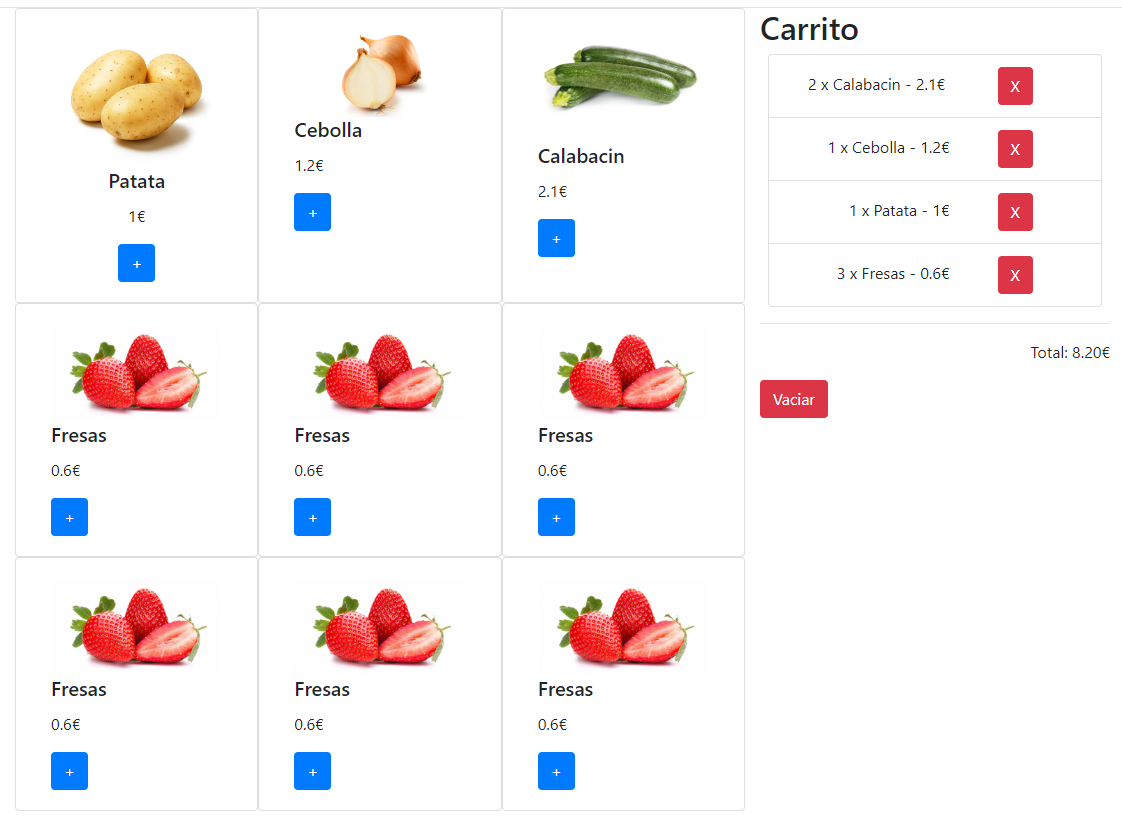 Patata
1€
+
Cebolla
1.2€
+
Calabacin
2.1€
+
Fresas
0.6€
+
Fresas
0.6€
+
Fresas
0.6€
+
Fresas
0.6€
+
Fresas
0.6€
+
Fresas
0.6€
+
Carrito
2 x Calabacin - 2.1€ X
1 x Cebolla - 1.2€ X
1 x Patata - 1€ X
3 x Fresas - 0.6€ X
Total: 8.20€
Vaciar